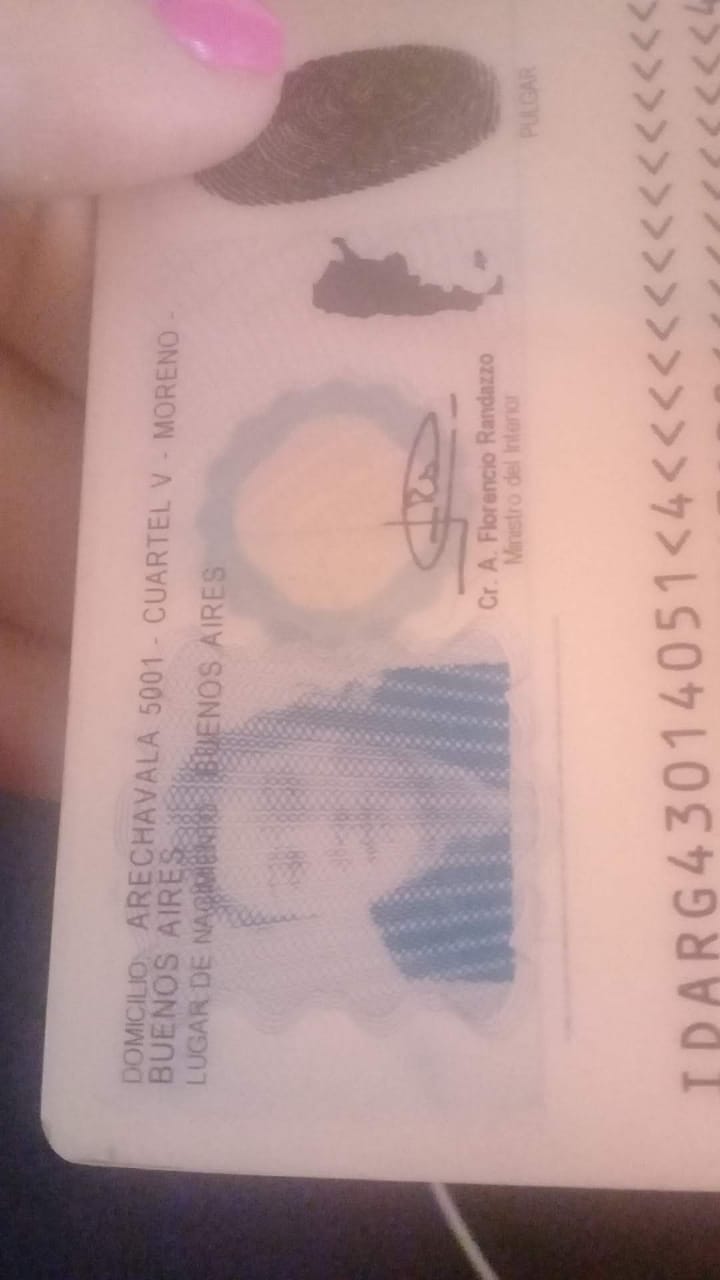 DOMICILIO: ARECHAVALA 5001 - CUARTEL V - MORENO -
BUENOS AIRES
LUGAR DE NACIMIENTO: BUENOS AIRES
Cr. A. Florencio Randazzo
Ministro del Interior
PULGAR
IDARG43014051<4<<<<<<<<<<<<<<<